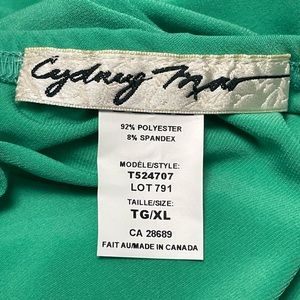 Cydney Mar
92% POLYESTER
8% SPANDEX
MODÈLE/STYLE:
T524707
LOT 791
TAILLE/SIZE:
TG/XL
CA 28689
FAIT AU/MADE IN CANADA